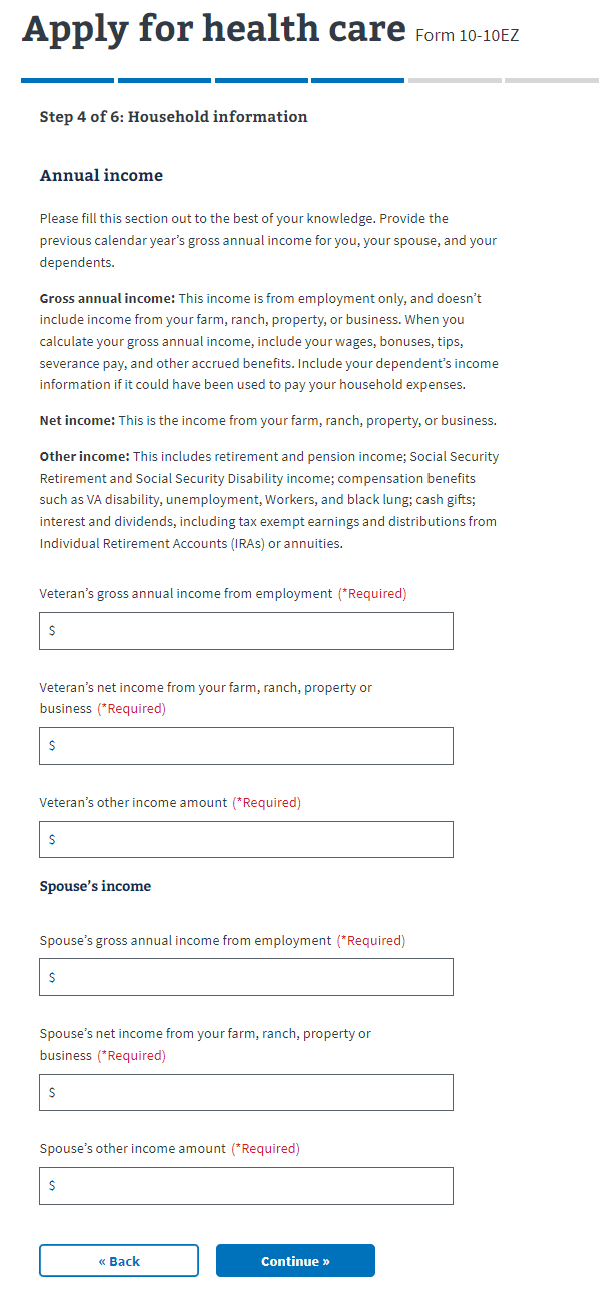 Apply for health care Form 10-10EZ
Step 4 of 6: Household information
Annual income
Please fill this section out to the best of your knowledge. Provide the
previous calendar year’s gross annual income for you, your spouse, and your
dependents.
Gross annual income: This income is from employment only, and doesn’t
include income from your farm, ranch, property, or business. When you
calculate your gross annual income, include your wages, bonuses, tips,
severance pay, and other accrued benefits. Include your dependent’s income
information if it could have been used to pay your household expenses.
Net income: This is the income from your farm, ranch, property, or business.
Other income: This includes retirement and pension income; Social Security
Retirement and Social Security Disability income; compensation benefits
such as VA disability, unemployment, Workers, and black lung; cash gifts;
interest and dividends, including tax exempt earnings and distributions from
Individual Retirement Accounts (IRAs) or annuities.
Veteran’s gross annual income from employment (*Required)
$
Veteran’s net income from your farm, ranch, property or
business (*Required)
$
Veteran’s other income amount (*Required)
$
Spouse’s income
Spouse’s gross annual income from employment (*Required)
$
Spouse’s net income from your farm, ranch, property or
business (*Required)
$
Spouse’s other income amount (*Required)
$
« Back Continue »